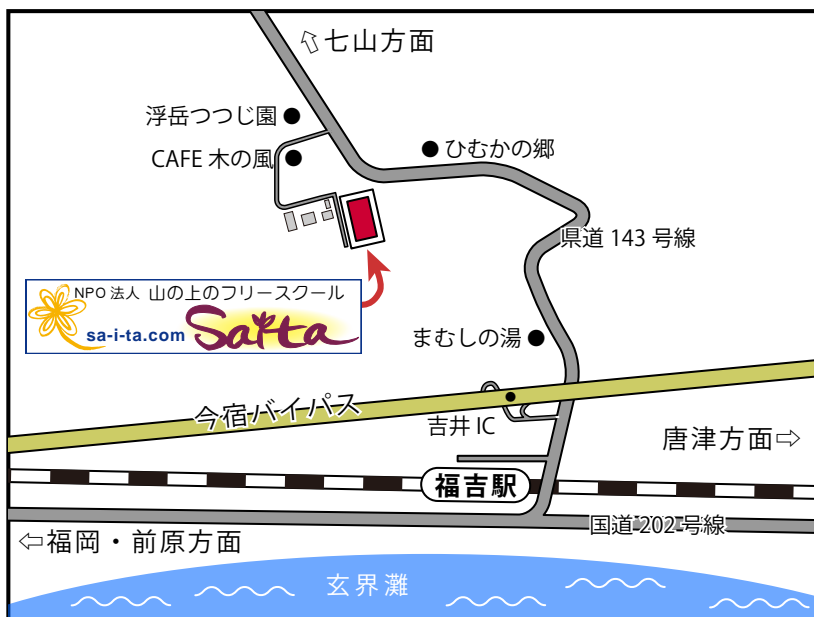 七山方面
浮岳つつじ園
CAFE 木の風
ひむかの郷
県道 143 号線
NPO 法人 山の上のフリースクール
sa-i-ta.com Saita
まむしの湯
今宿バイパス
吉井 IC
唐津方面
福吉駅
国道 202 号線
福岡・前原方面
玄界灘